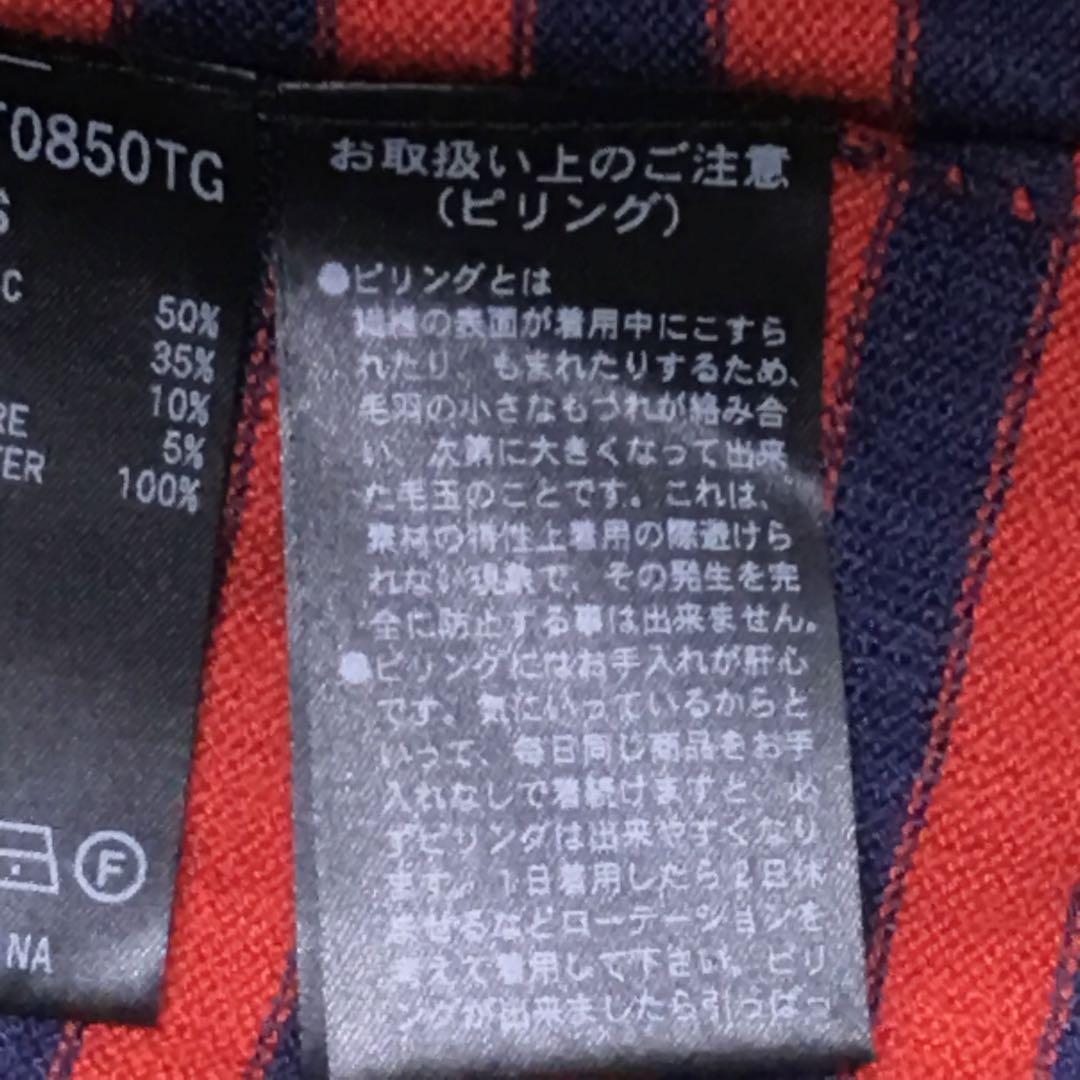 T0850TG
S
C
50%
35%
RE 10%
TER 5%
100%
F
NA
お取扱い上のご注意
(ピリング)
●ピリングとは
繊維の表面が着用中にこすら
れたり もまれたりするため、
毛羽の小さなもつれが絡み合
い、次第に大きくなって出来
た毛玉のことです。これは、
素材の特性上着用の際避けら
れない現象で、その発生を完
全に防止する事は出来ません。
●ピリングにはお手入れが肝心
です。気にいっているからと
いって、毎日同じ商品をお手
入れなしで着続けますと、必
ずピリングは出来やすくなり
ます。1日着用したら2日休
ませるなどローテーションを
考えて着用して下さい。ピリ
ングが出来ましたら引っぱっ